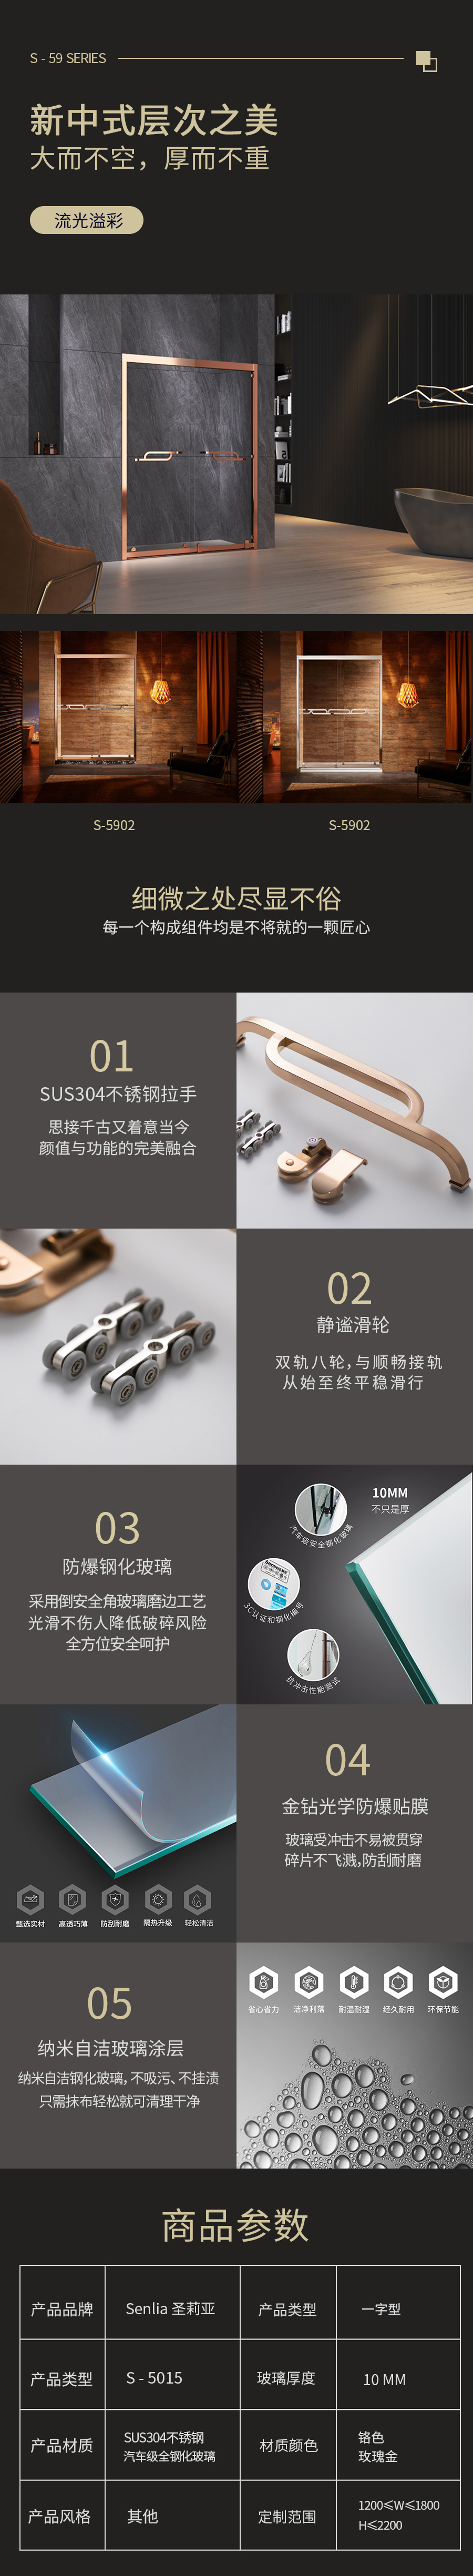 S - 59 SERIES
新中式层次之美
大而不空，厚而不重
流光溢彩
S-5902
S-5902
细微之处尽显不俗
每一个构成组件均是不将就的一颗匠心
01
SUS304不锈钢拉手
思接千古又着意当今
颜值与功能的完美融合
02
静谧滑轮
双轨八轮，与顺畅接轨
从始至终平稳滑行
03
防爆钢化玻璃
采用倒安全角玻璃磨边工艺
光滑不伤人降低破碎风险
全方位安全呵护
10MM
不只是厚
汽车级安全钢化玻璃
3C认证和钢化编号
抗冲击性能测试
04
金钻光学防爆贴膜
玻璃受冲击不易被贯穿
碎片不飞溅，防刮耐磨
甄选实材 高透巧薄 防刮耐磨 隔热升级 轻松清洁
05
纳米自洁玻璃涂层
纳米自洁钢化玻璃，不吸污、不挂渍
只需抹布轻松就可清理干净
省心省力 洁净利落 耐温耐湿 经久耐用 环保节能
商品参数
产品品牌 Senlia 圣莉亚 产品类型 一字型
产品类型 S - 5015 玻璃厚度 10 MM
产品材质 SUS304不锈钢 材质颜色 铬色
汽车级全钢化玻璃 玫瑰金
产品风格 其他 定制范围 1200≤W≤1800
H≤2200